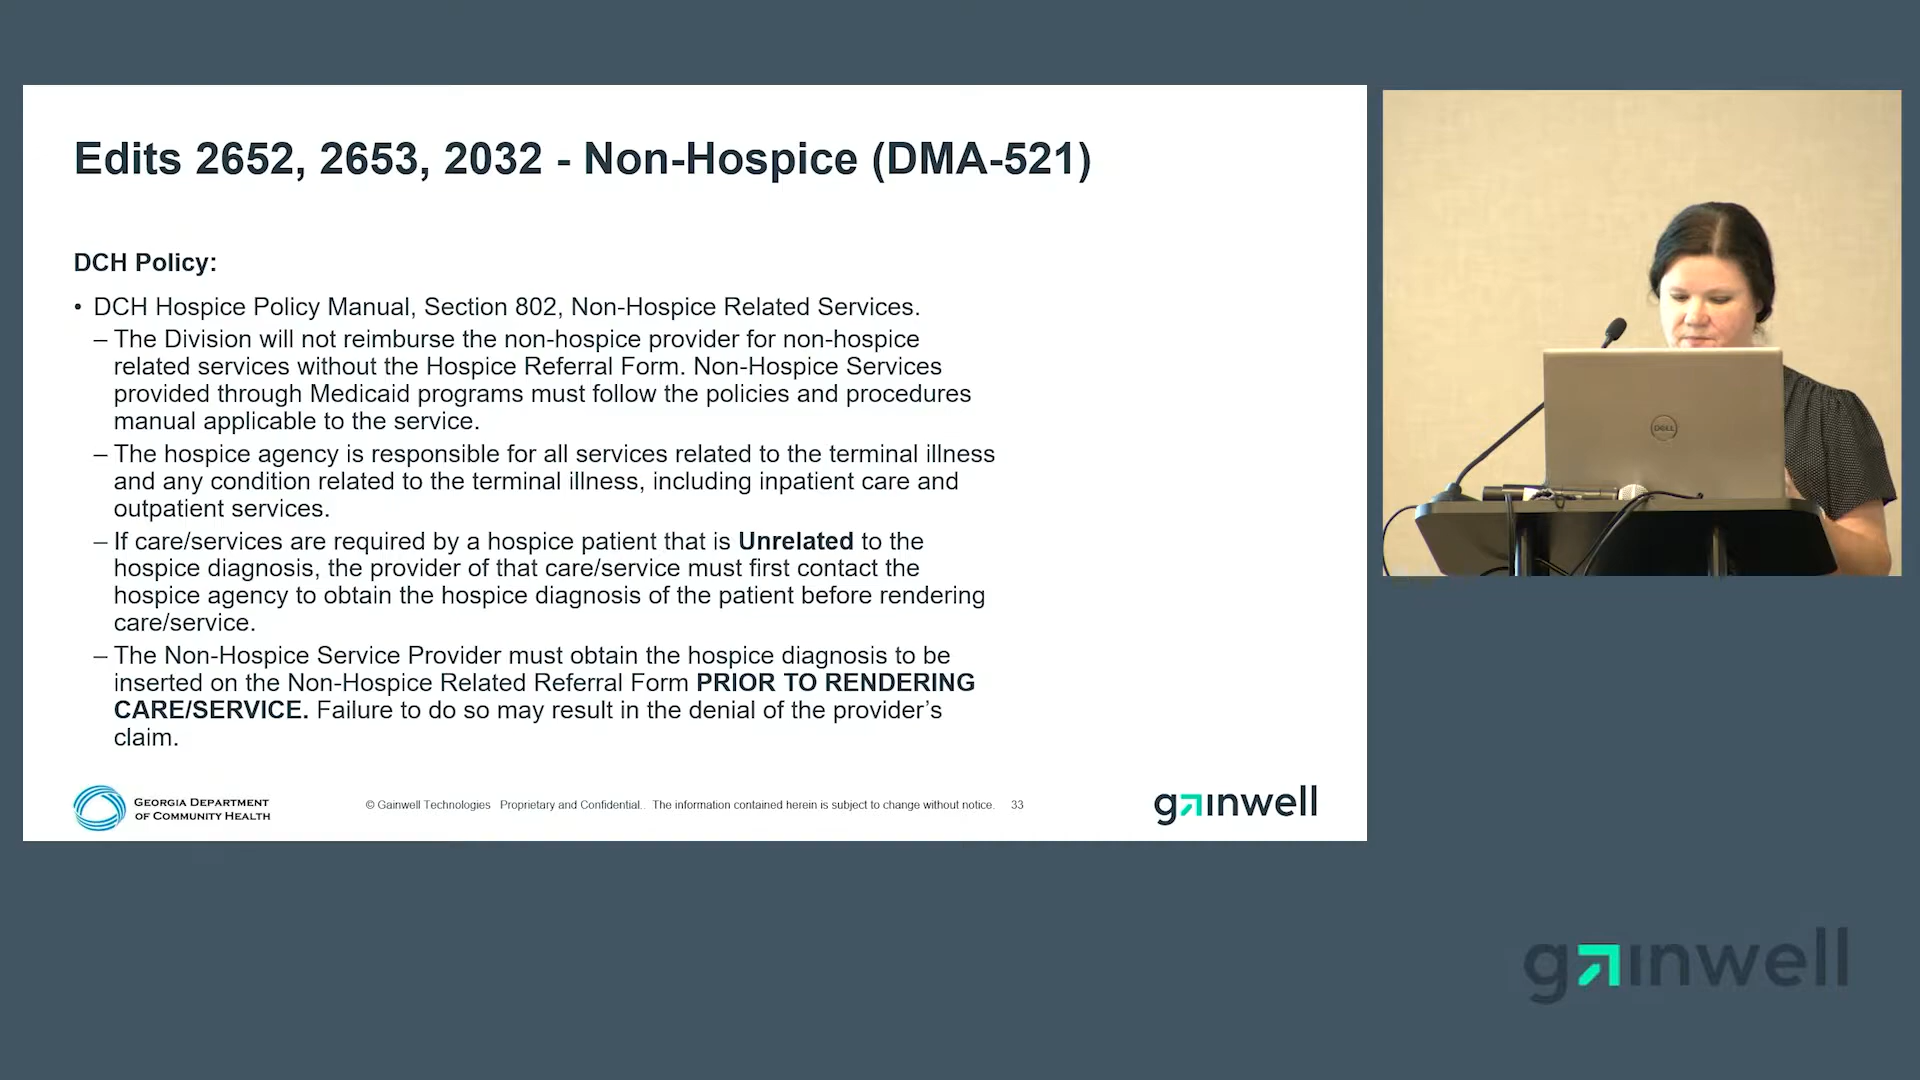 Edits 2652, 2653, 2032 - Non-Hospice (DMA-521)
DCH Policy:
• DCH Hospice Policy Manual, Section 802, Non-Hospice Related Services.
– The Division will not reimburse the non-hospice provider for non-hospice
related services without the Hospice Referral Form. Non-Hospice Services
provided through Medicaid programs must follow the policies and procedures
manual applicable to the service.
– The hospice agency is responsible for all services related to the terminal illness
and any condition related to the terminal illness, including inpatient care and
outpatient services.
– If care/services are required by a hospice patient that is Unrelated to the
hospice diagnosis, the provider of that care/service must first contact the
hospice agency to obtain the hospice diagnosis of the patient before rendering
care/service.
– The Non-Hospice Service Provider must obtain the hospice diagnosis to be
inserted on the Non-Hospice Related Referral Form PRIOR TO RENDERING
CARE/SERVICE. Failure to do so may result in the denial of the provider’s
claim.
GEORGIA DEPARTMENT
OF COMMUNITY HEALTH
© Gainwell Technologies Proprietary and Confidential.. The information contained herein is subject to change without notice. 33
gainwell
DELL
gainwell